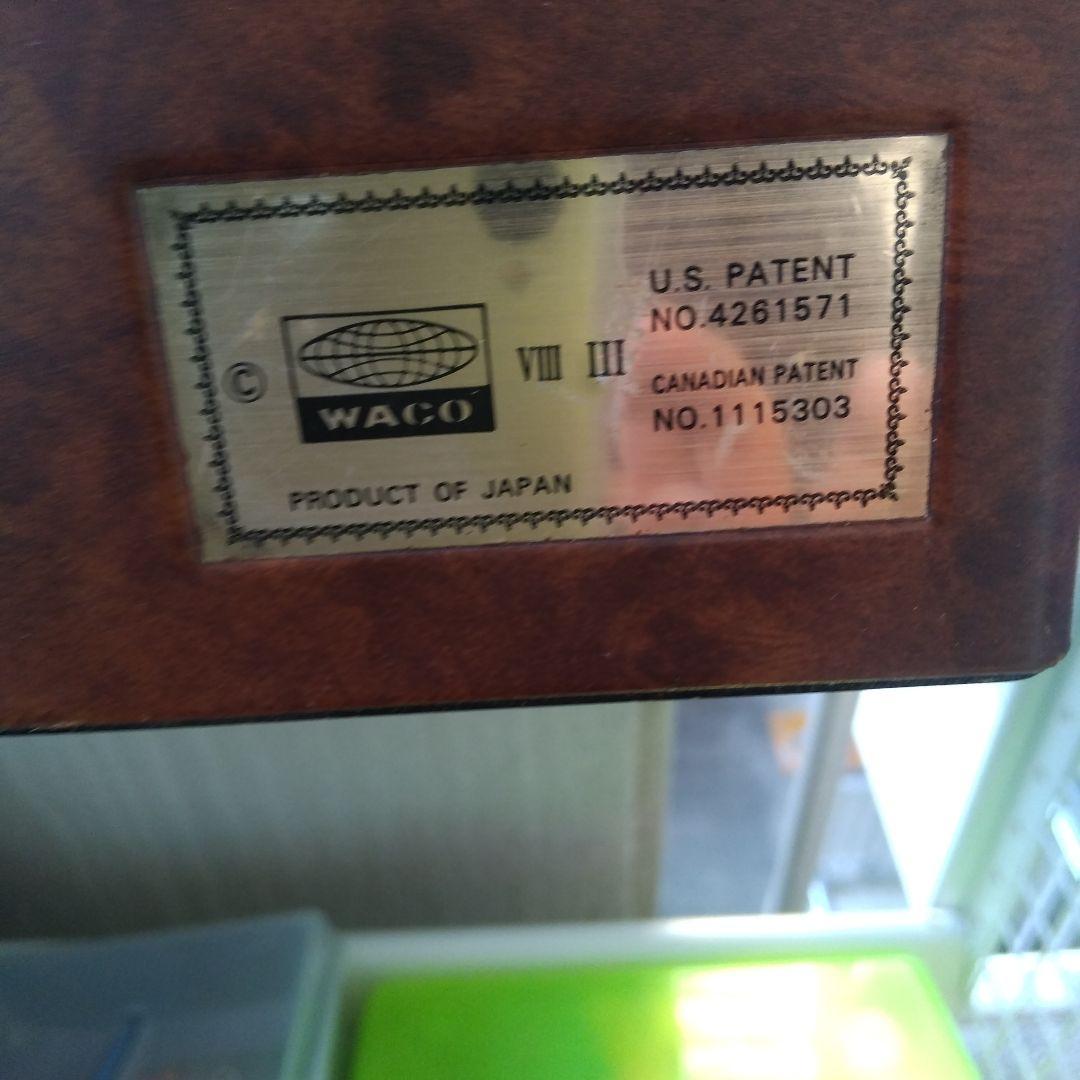 ©
WACO
VIII III
PRODUCT OF JAPAN
U.S. PATENT
NO.4261571
CANADIAN PATENT
NO.1115303